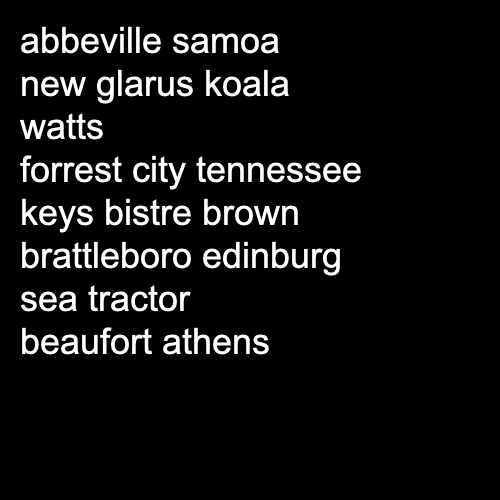 abbeville samoa
new glarus koala
watts
forrest city tennessee
keys bistre brown
brattleboro edinburg
sea tractor
beaufort athens